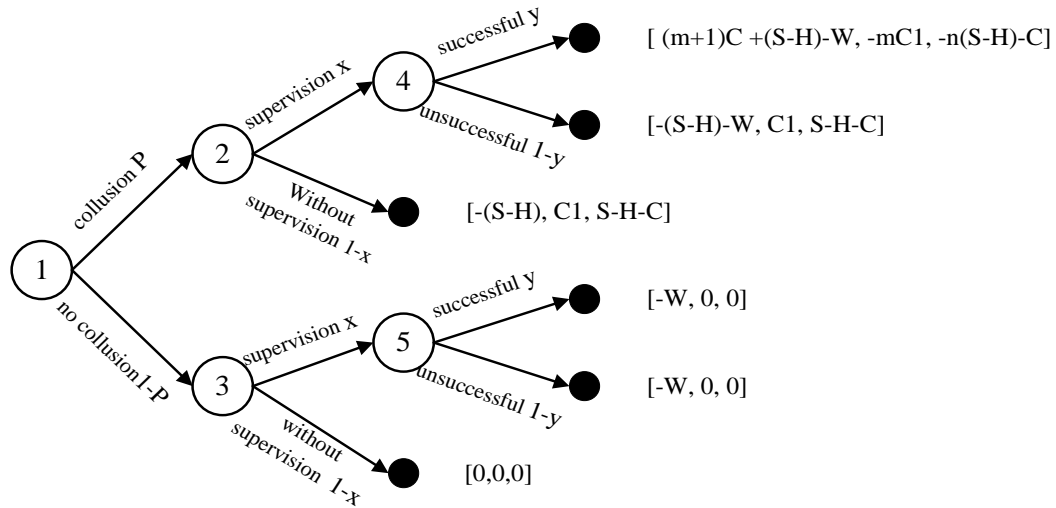 successful y
[ (m+1)C +(S-H)-W, -mC1, -n(S-H)-C]
supervision x
4
unsuccessful 1-y
[-(S-H)-W, C1, S-H-C]
collusion P
2
Without
supervision 1-x
[-(S-H), C1, S-H-C]
1
no collusion1-P
successful y
[-W, 0, 0]
supervision x
5
unsuccessful 1-y
[-W, 0, 0]
3
without
supervision 1-x
[0,0,0]